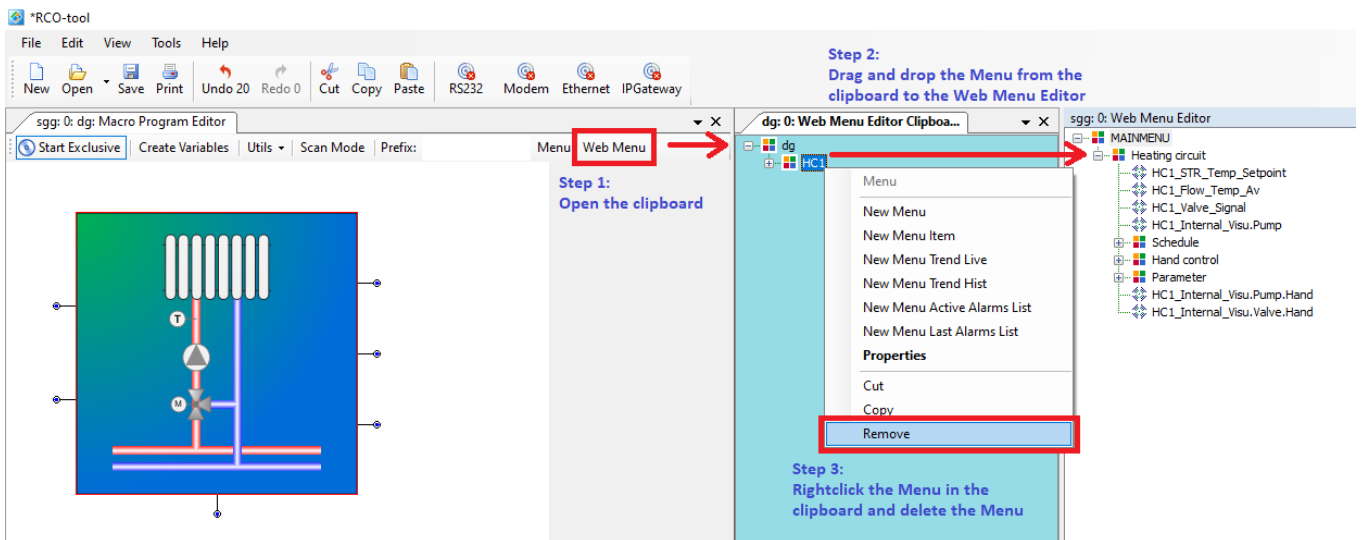 *RCO-tool
File Edit View Tools Help
New Open Save Print Undo 20 Redo 0 Cut Copy Paste RS232 Modem Ethernet IPGateway
Step 2:
Drag and drop the Menu from the
clipboard to the Web Menu Editor
sgg: 0: dg: Macro Program Editor
Start Exclusive Create Variables Utils Scan Mode Prefix: Menu Web Menu
Step 1:
Open the clipboard
T
M
dg: 0: Web Menu Editor Clipboa...
dg
HC1
Menu
New Menu
New Menu Item
New Menu Trend Live
New Menu Trend Hist
New Menu Active Alarms List
New Menu Last Alarms List
Properties
Cut
Copy
Remove
Step 3:
Rightclick the Menu in the
clipboard and delete the Menu
sgg: 0: Web Menu Editor
MAINMENU
Heating circuit
HC1_STR_Temp_Setpoint
HC1_Flow_Temp_Av
HC1_Valve_Signal
HC1_Internal_Visu.Pump
Schedule
Hand control
Parameter
HC1_Internal_Visu.Pump.Hand
HC1_Internal_Visu.Valve.Hand